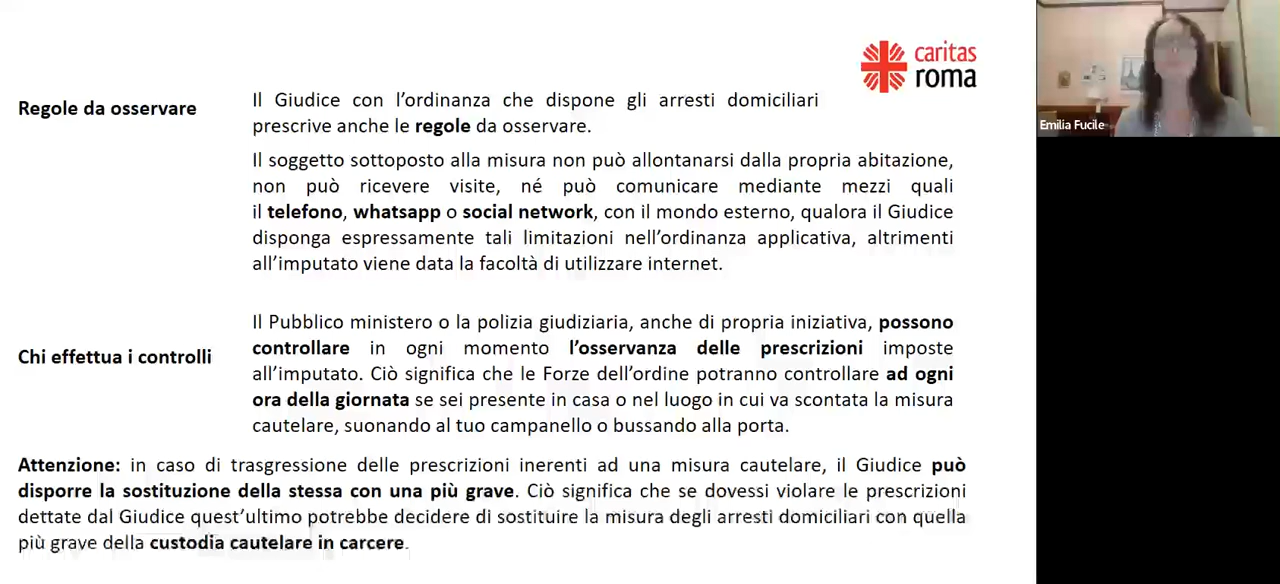 caritas
roma
Emilia Fucile
Regole da osservare
Il Giudice con l’ordinanza che dispone gli arresti domiciliari
prescrive anche le regole da osservare.
Il soggetto sottoposto alla misura non può allontanarsi dalla propria abitazione,
non può ricevere visite, né può comunicare mediante mezzi quali
il telefono, whatsapp o social network, con il mondo esterno, qualora il Giudice
disponga espressamente tali limitazioni nell’ordinanza applicativa, altrimenti
all’imputato viene data la facoltà di utilizzare internet.
Chi effettua i controlli
Il Pubblico ministero o la polizia giudiziaria, anche di propria iniziativa, possono
controllare in ogni momento l’osservanza delle prescrizioni imposte
all’imputato. Ciò significa che le Forze dell’ordine potranno controllare ad ogni
ora della giornata se sei presente in casa o nel luogo in cui va scontata la misura
cautelare, suonando al tuo campanello o bussando alla porta.
Attenzione: in caso di trasgressione delle prescrizioni inerenti ad una misura cautelare, il Giudice può
disporre la sostituzione della stessa con una più grave. Ciò significa che se dovessi violare le prescrizioni
dettate dal Giudice quest’ultimo potrebbe decidere di sostituire la misura degli arresti domiciliari con quella
più grave della custodia cautelare in carcere.